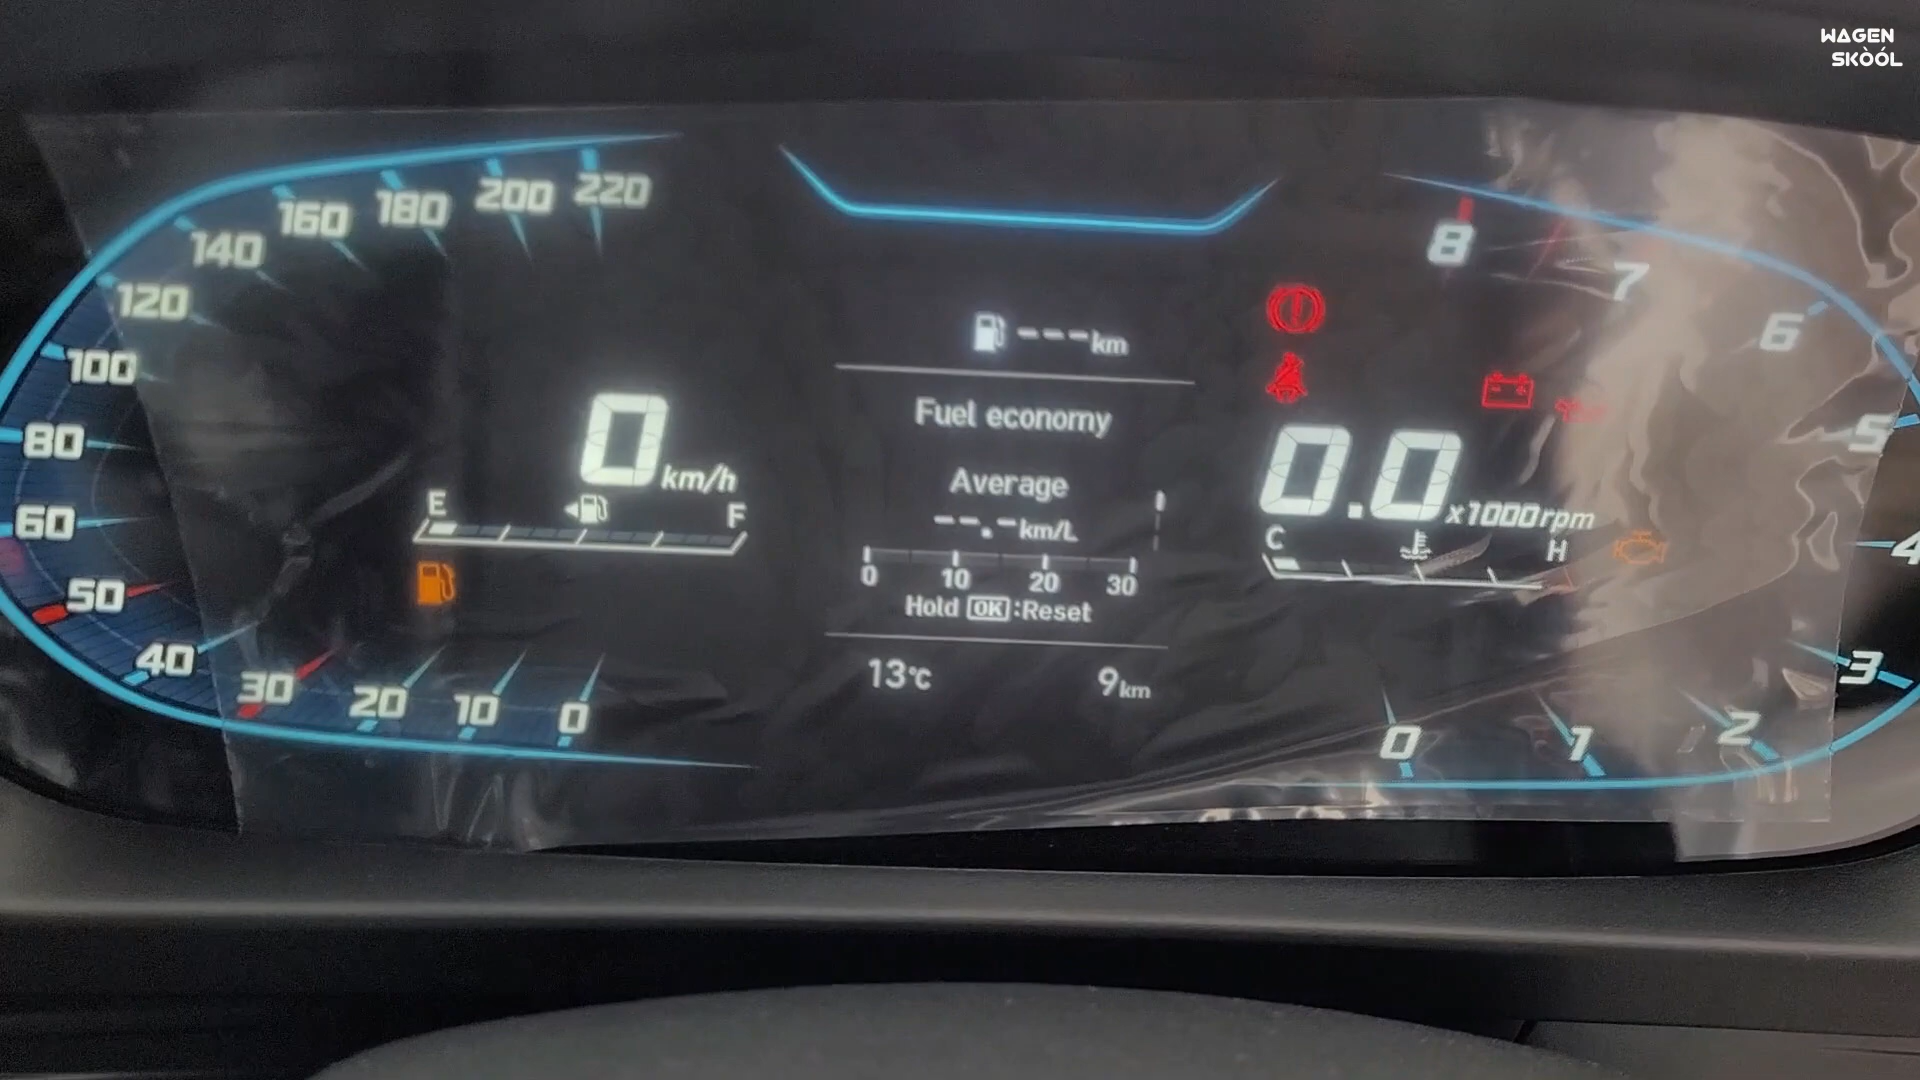 WAGEN
SKÒÓL
220
200
180
160
140
120
100
80
60
50
40
30
20
10
0
0 km/h
E F
---km
Fuel economy
Average
--.-km/L
0 10 20 30
Hold OK:Reset
13°C 9km
0.0 x1000rpm
C H
8
7
6
5
4
3
2
1
0